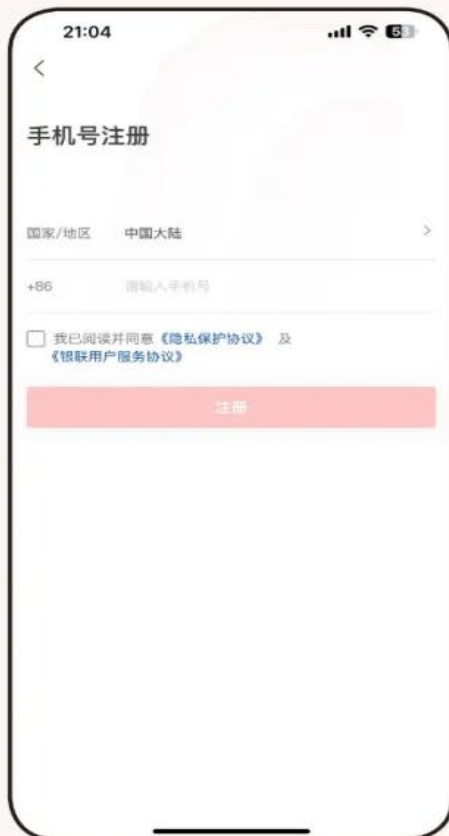 21:04
53
手机号注册
国家/地区 中国大陆
+86 请输入手机号
我已阅读并同意《隐私保护协议》 及
《银联用户服务协议》
注册